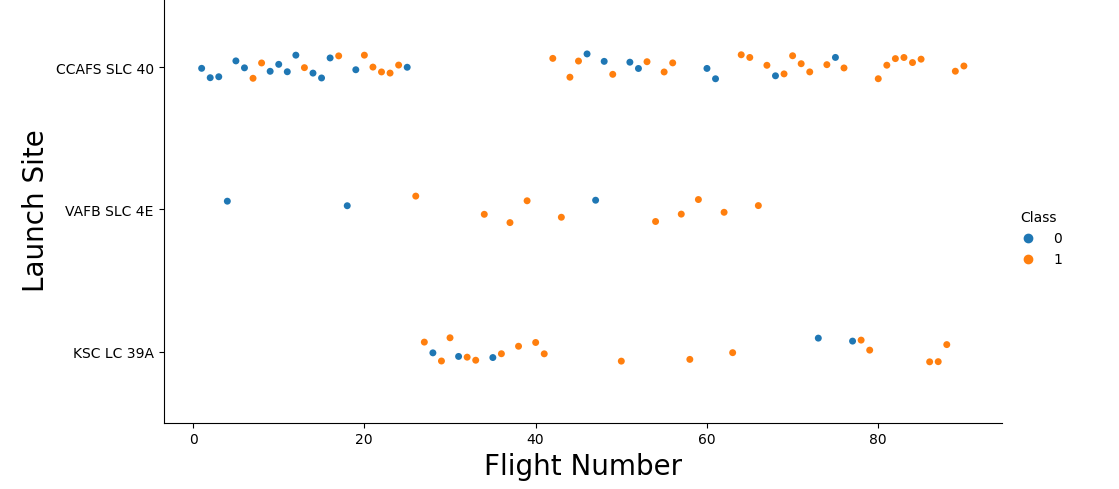 CCAFS SLC 40
VAFB SLC 4E
KSC LC 39A
Launch Site
0 20 40 60 80
Flight Number
Class
0
1